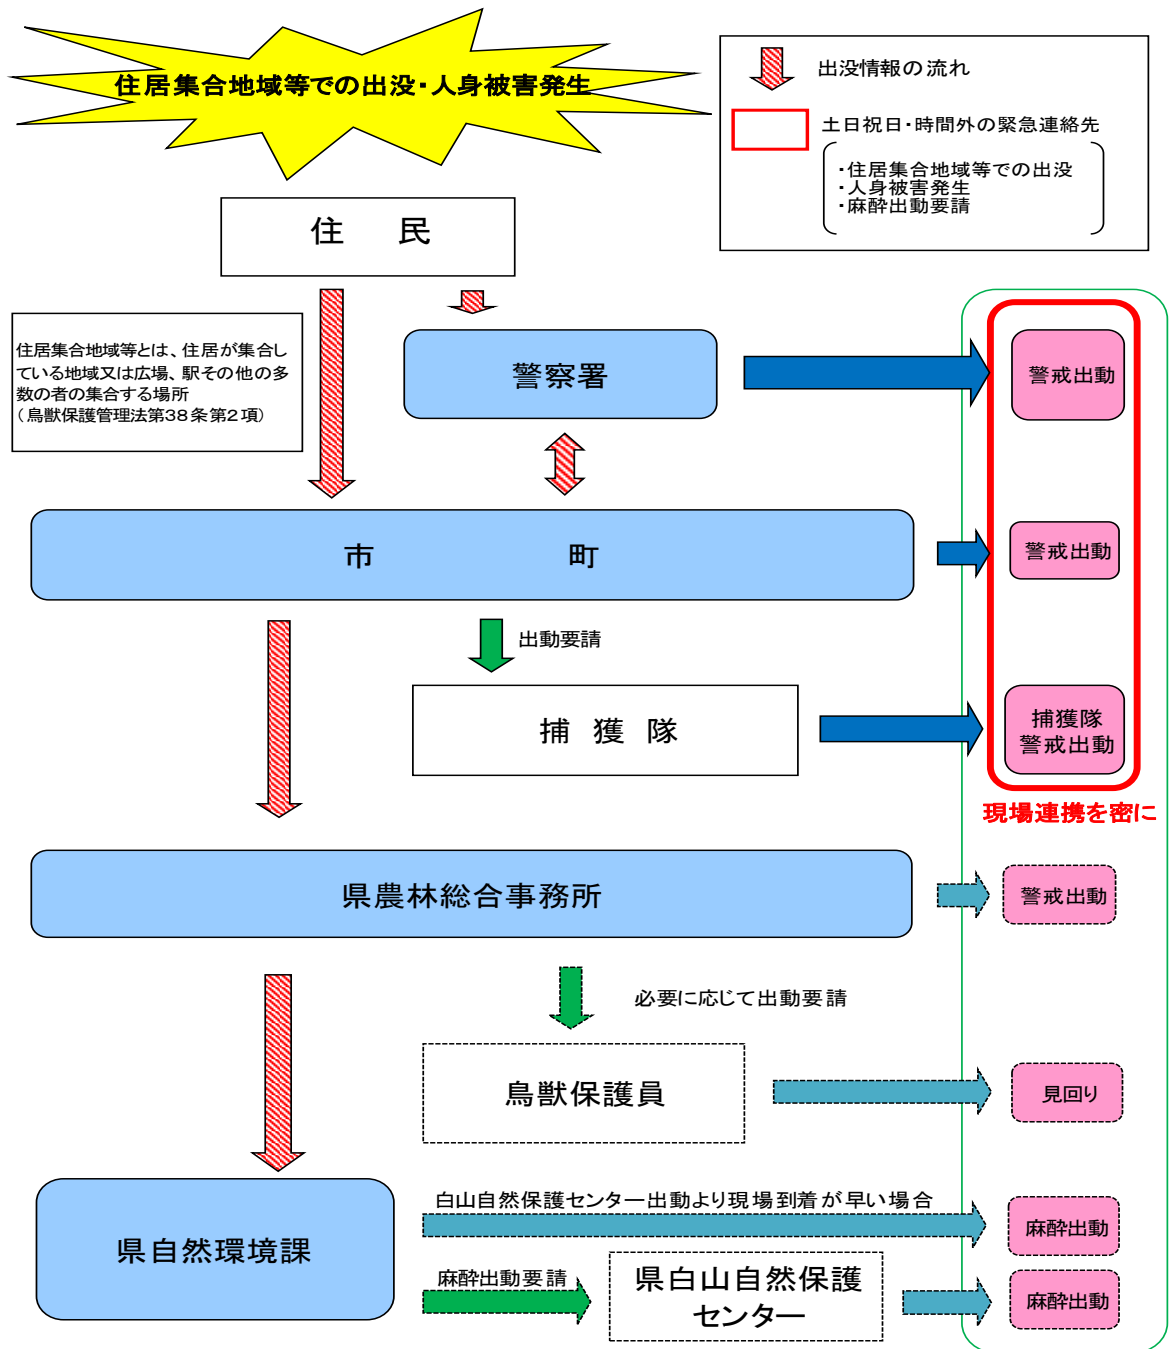 住居集合地域等での出没・人身被害発生
出没情報の流れ
土日祝日・時間外の緊急連絡先
・住居集合地域等での出没
・人身被害発生
・麻酔出動要請
住 民
住居集合地域等とは、住居が集合し
ている地域又は広場、駅その他の多
数の者の集合する場所
（鳥獣保護管理法第38条第2項）
警察署
警戒出動
市 町
警戒出動
出動要請
捕 獲 隊
捕獲隊
警戒出動
現場連携を密に
県農林総合事務所
警戒出動
必要に応じて出動要請
鳥獣保護員
見回り
県自然環境課
白山自然保護センター出動より現場到着が早い場合
麻酔出動
麻酔出動要請
県白山自然保護
センター
麻酔出動